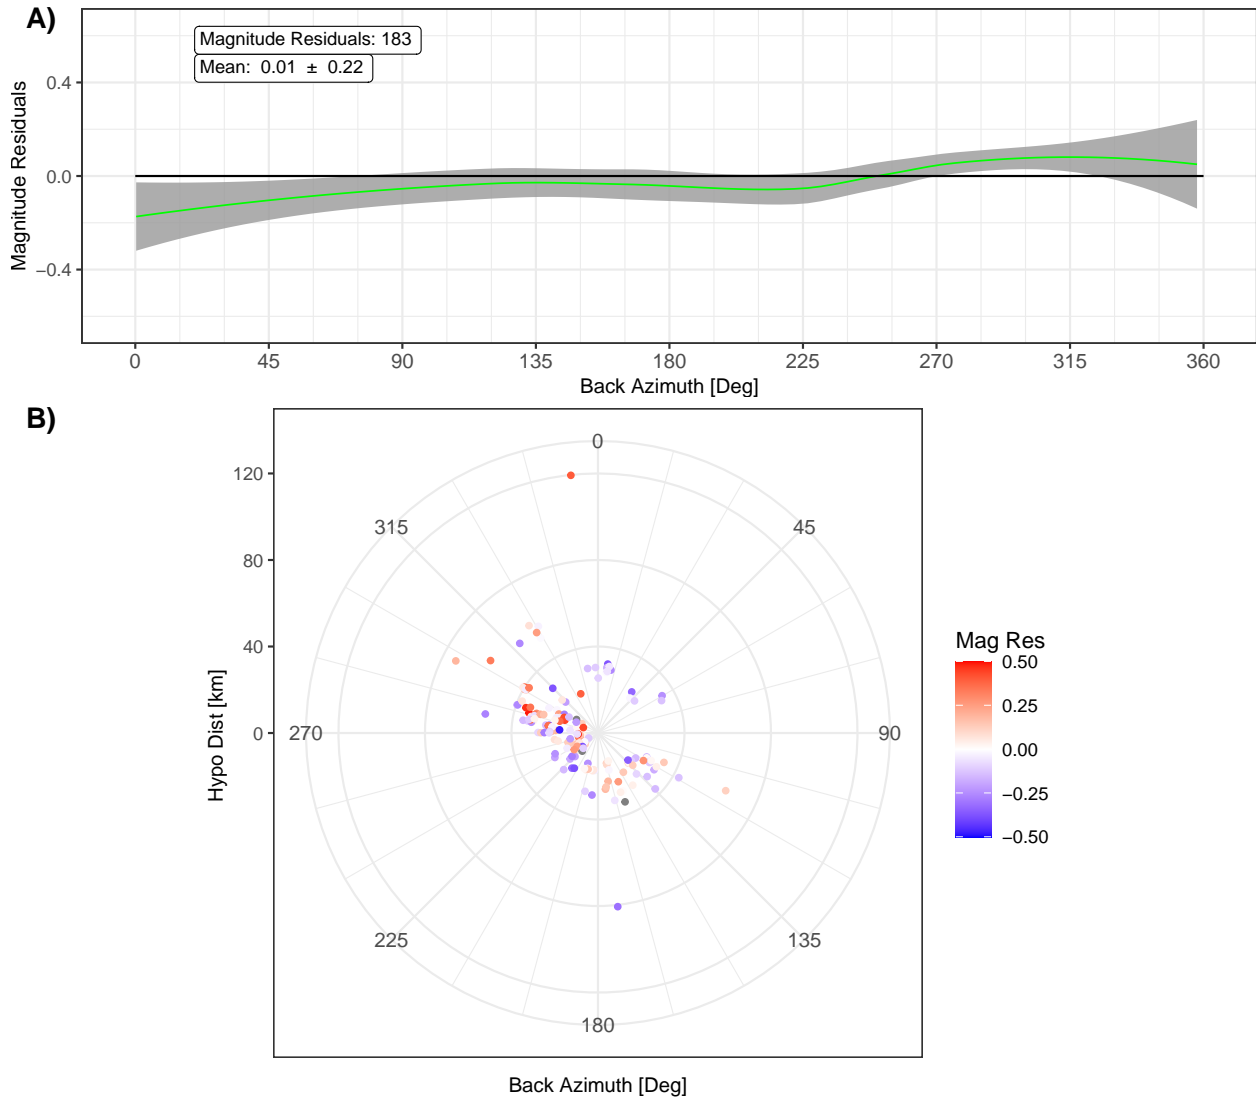 A)
Magnitude Residuals: 183
Mean: 0.01 ± 0.22
Magnitude Residuals
0.4
0.0
−0.4
0 45 90 135 180 225 270 315 360
Back Azimuth [Deg]
B)
Hypo Dist [km]
120
80
40
0
0
45
90
135
180
225
270
315
Back Azimuth [Deg]
Mag Res
0.50
0.25
0.00
−0.25
−0.50